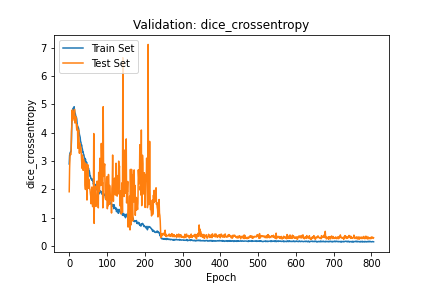 Validation: dice_crossentropy
Train Set
Test Set
dice_crossentropy
7
6
5
4
3
2
1
0
0 100 200 300 400 500 600 700 800
Epoch